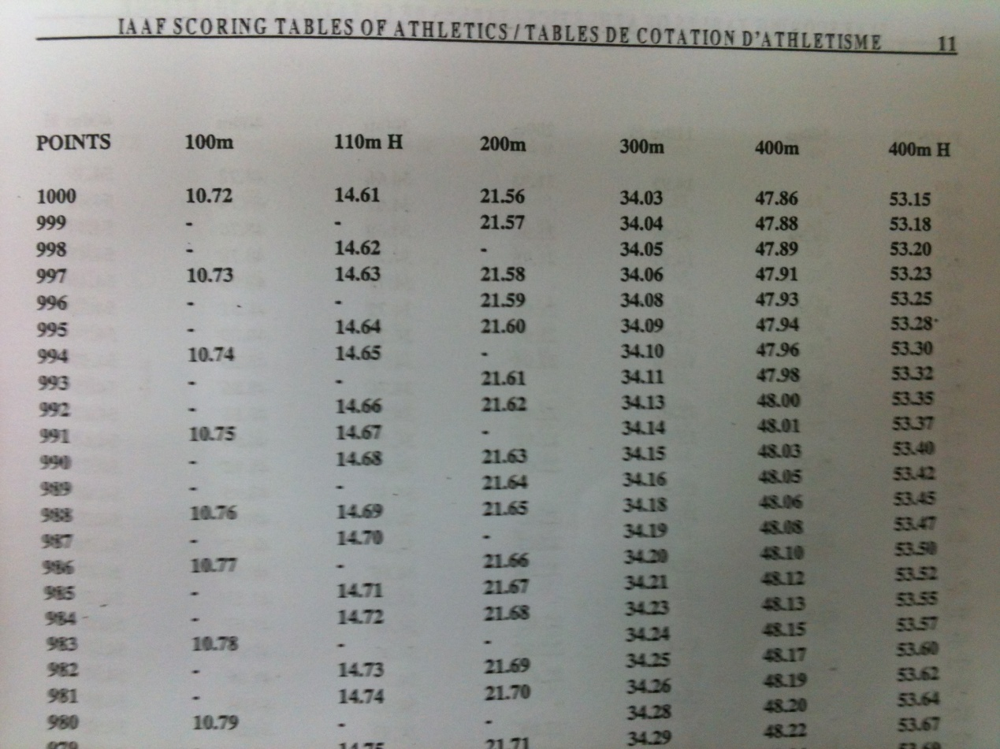 IAAF SCORING TABLES OF ATHLETICS / TABLES DE COTATION D'ATHLETISME 11
POINTS 100m 110m H 200m 300m 400m 400m H
1000 10.72 14.61 21.56 34.03 47.86 53.15
999 - - 21.57 34.04 47.88 53.18
998 - 14.62 - 34.05 47.89 53.20
997 10.73 14.63 21.58 34.06 47.91 53.23
996 - - 21.59 34.08 47.93 53.25
995 - 14.64 21.60 34.09 47.94 53.28
994 10.74 14.65 - 34.10 47.96 53.30
993 - - 21.61 34.11 47.98 53.32
992 - 14.66 21.62 34.13 48.00 53.35
991 10.75 14.67 - 34.14 48.01 53.37
990 - 14.68 21.63 34.15 48.03 53.40
989 - - 21.64 34.16 48.05 53.42
988 10.76 14.69 21.65 34.18 48.06 53.45
987 - 14.70 - 34.19 48.08 53.47
986 10.77 - 21.66 34.20 48.10 53.50
985 - 14.71 21.67 34.21 48.12 53.52
984 - 14.72 21.68 34.23 48.13 53.55
983 10.78 - - 34.24 48.15 53.57
982 - 14.73 21.69 34.25 48.17 53.60
981 - 14.74 21.70 34.26 48.19 53.62
980 10.79 - - 34.28 48.20 53.64
979 14.75 21.71 34.29 48.22 53.67